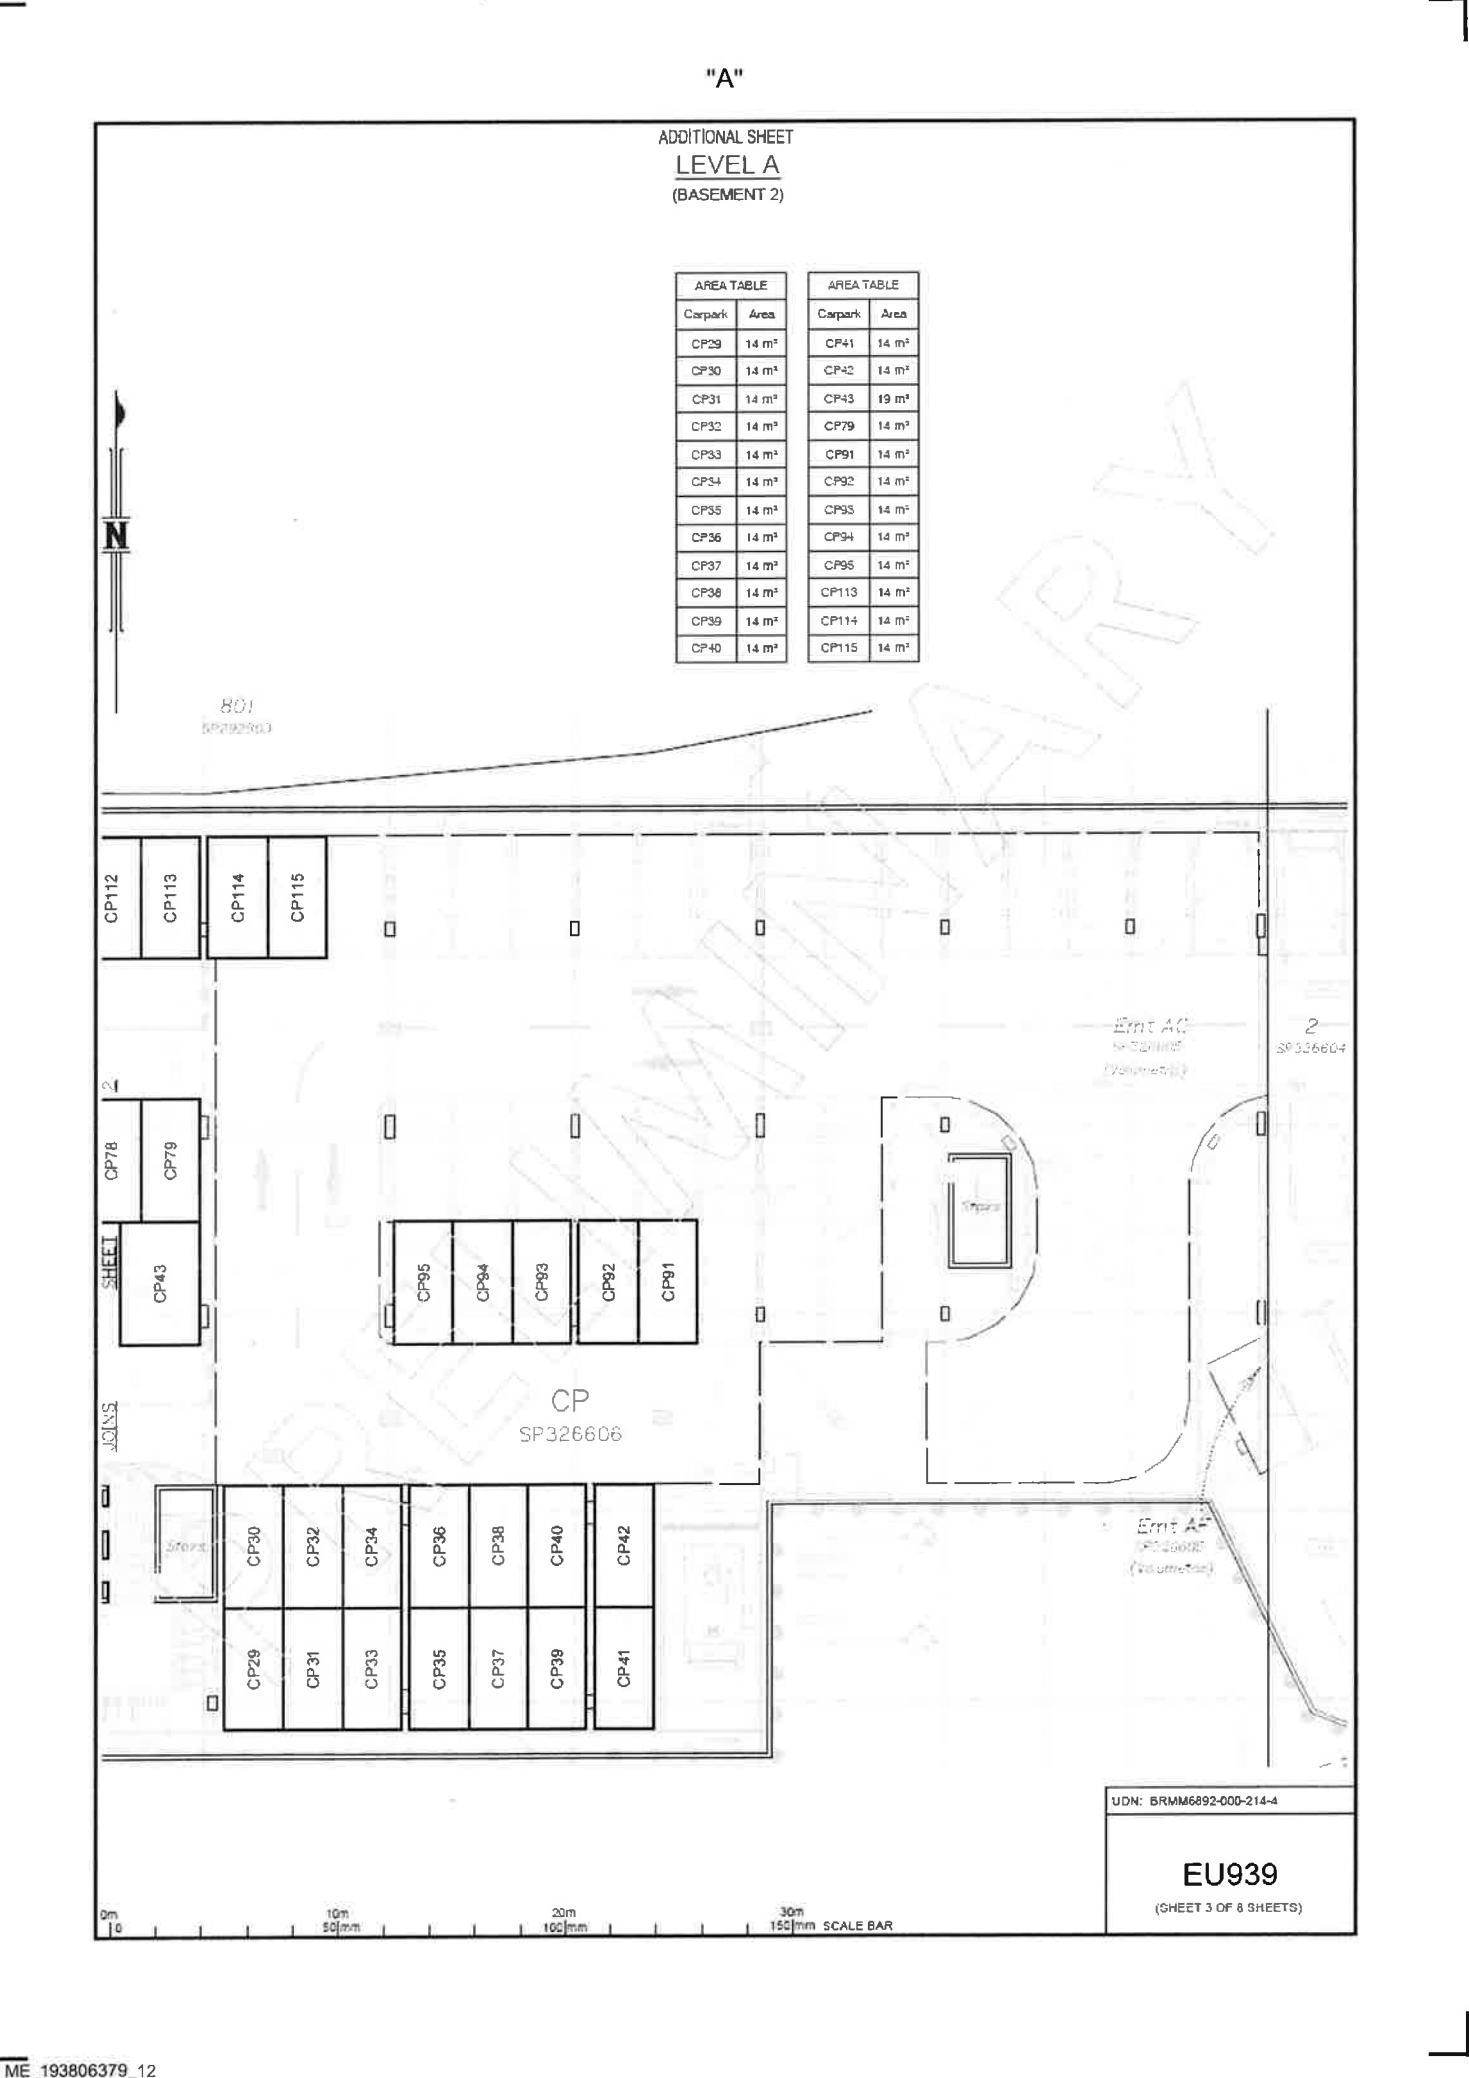 "A"
ADDITIONAL SHEET
LEVEL A
(BASEMENT 2)
AREA TABLE
Carpark Area
CP29 14 m²
CP30 14 m²
CP31 14 m²
CP32 14 m²
CP33 14 m²
CP34 14 m²
CP35 14 m²
CP36 14 m²
CP37 14 m²
CP38 14 m²
CP39 14 m²
CP40 14 m²
AREA TABLE
Carpark Area
CP41 14 m²
CP42 14 m²
CP43 19 m²
CP79 14 m²
CP91 14 m²
CP92 14 m²
CP93 14 m²
CP94 14 m²
CP95 14 m²
CP113 14 m²
CP114 14 m²
CP115 14 m²
N
801
PRELIMINARY
CP112
CP113
CP114
CP115
Emt AC
(Volumetric)
2
SP326604
JOINS SHEET 2
CP78
CP79
CP43
CP95
CP94
CP93
CP92
CP91
Stairs
CP
SP326606
Stairs
CP30
CP32
CP34
CP36
CP38
CP40
CP42
CP29
CP31
CP33
CP35
CP37
CP39
CP41
Emt AF
(Volumetric)
UDN: BRMM6892-000-214-4
EU939
(SHEET 3 OF 8 SHEETS)
0m 10m 20m 30m
0 50mm 100mm 150mm SCALE BAR
ME 193806379_12